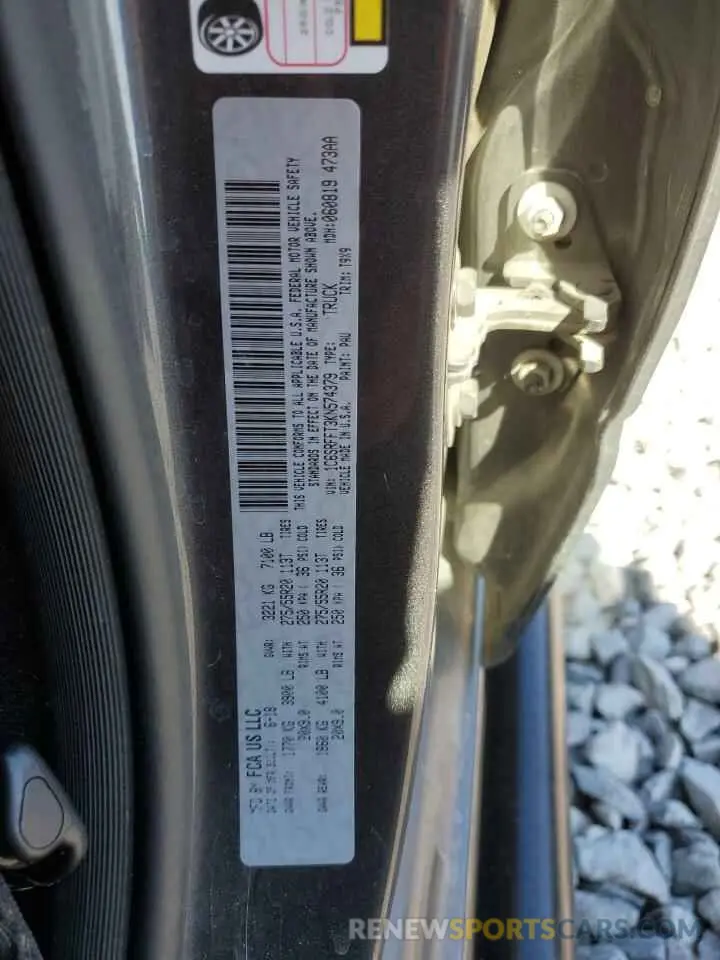 MFD BY FCA US LLC
DATE OF MFR BUILT: 6-18 GVWR: 3221 KG 7100 LB
GAWR FRONT: 1770 KG 3900 LB WITH 275/55R20 113T TIRES
20x9.0 RIMS AT 250 KPA ( 36 PSI) COLD
GAWR REAR: 1860 KG 4100 LB WITH 275/55R20 113T TIRES
20x9.0 RIMS AT 250 KPA ( 36 PSI) COLD
THIS VEHICLE CONFORMS TO ALL APPLICABLE U.S.A. FEDERAL MOTOR VEHICLE SAFETY
STANDARDS IN EFFECT ON THE DATE OF MANUFACTURE SHOWN ABOVE.
VIN: 1C6SRFFT3KN574379 TYPE: TRUCK MDH: 060819 473AA
VEHICLE MADE IN U.S.A. PAINT: PAU TRIM: T9X9
RENEWSPORTSCARS.COM